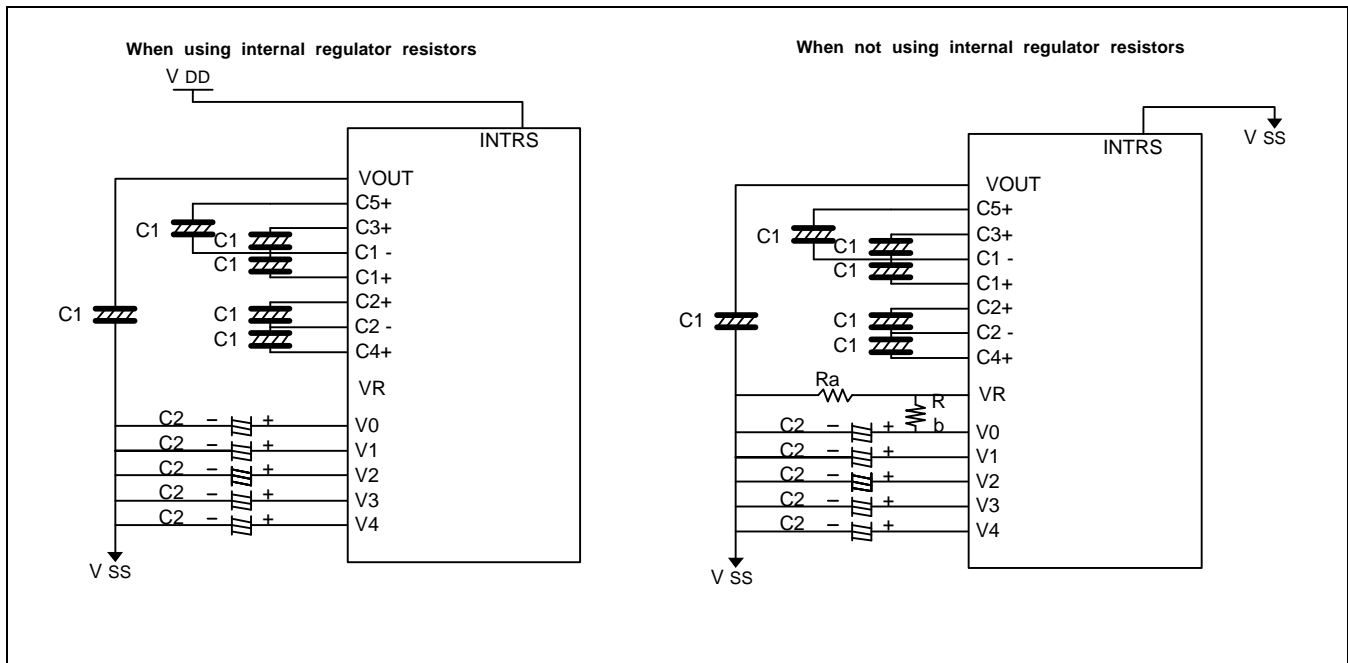 When using internal regulator resistors
V DD
INTRS
VOUT
C5+
C1
C3+
C1
C1 -
C1
C1+
C2+
C1
C1
C2 -
C1
C4+
VR
C2 – + V0
C2 – + V1
C2 – + V2
C2 – + V3
C2 – + V4
V SS
When not using internal regulator resistors
V SS
INTRS
VOUT
C5+
C1
C3+
C1
C1 -
C1
C1+
C2+
C1
C1
C2 -
C1
C4+
Ra
VR
R
b
C2 – + V0
C2 – + V1
C2 – + V2
C2 – + V3
C2 – + V4
V SS